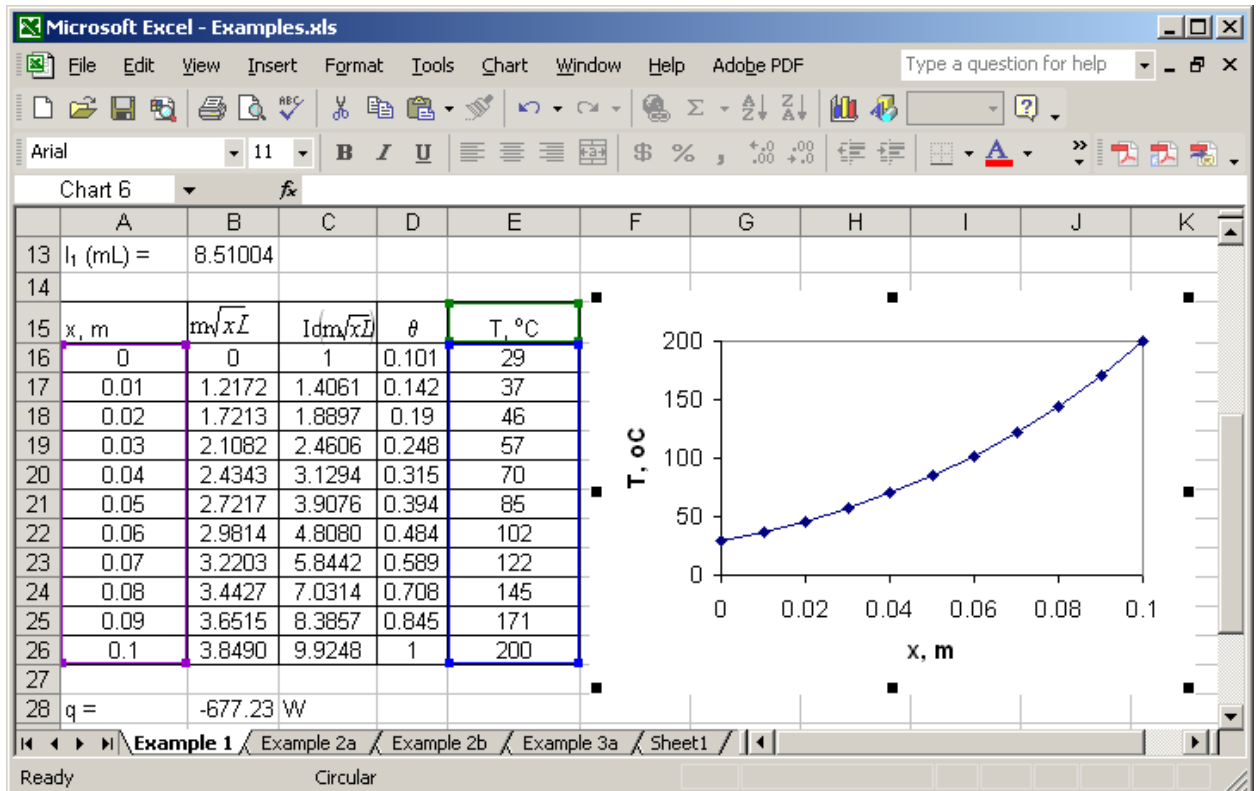 Microsoft Excel - Examples.xls
File Edit View Insert Format Tools Chart Window Help Adobe PDF Type a question for help
ABC Σ A Z Z A ?
Arial 11 B I U a $ % , .0 .00 .00 .0 A »
Chart 6 fx
A B C D E F G H I J K
13 l₁ (mL) = 8.51004
14
15 x, m m√xL Io(m√xL) θ T, °C
16 0 0 1 0.101 29
17 0.01 1.2172 1.4061 0.142 37
18 0.02 1.7213 1.8897 0.19 46
19 0.03 2.1082 2.4606 0.248 57
20 0.04 2.4343 3.1294 0.315 70
21 0.05 2.7217 3.9076 0.394 85
22 0.06 2.9814 4.8080 0.484 102
23 0.07 3.2203 5.8442 0.589 122
24 0.08 3.4427 7.0314 0.708 145
25 0.09 3.6515 8.3857 0.845 171
26 0.1 3.8490 9.9248 1 200
27
28 q = -677.23 W
200
150
100
50
0
T, oC
0 0.02 0.04 0.06 0.08 0.1
x, m
Example 1 Example 2a Example 2b Example 3a Sheet1
Ready Circular